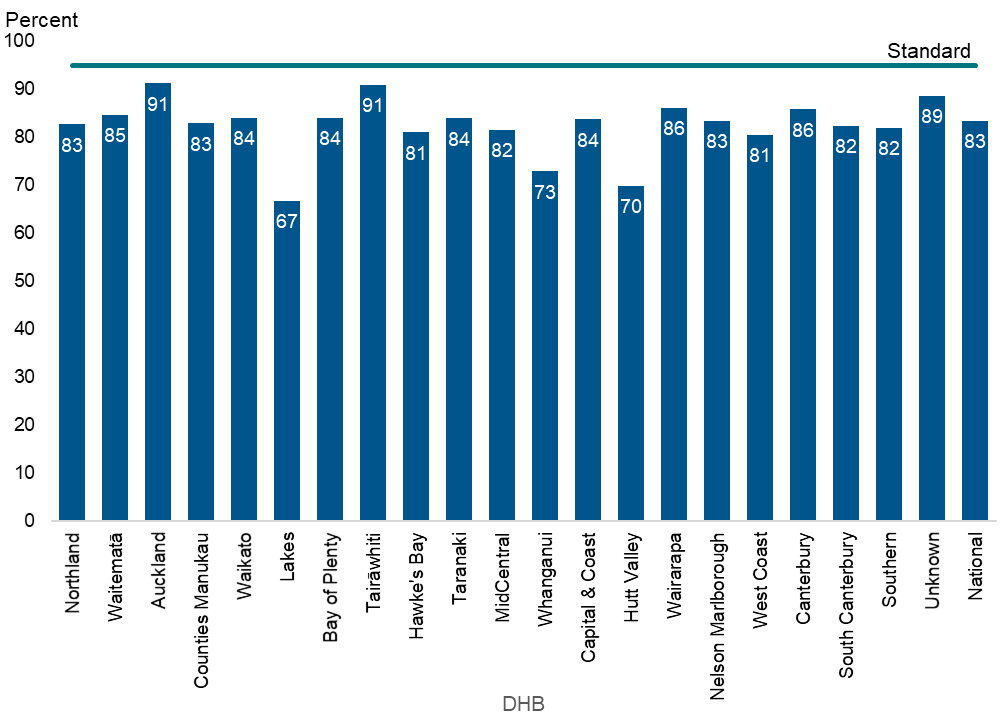 Percent
100
Standard
90
80
70
60
50
40
30
20
10
0
83
85
91
83
84
67
84
91
81
84
82
73
84
70
86
83
81
86
82
82
89
83
Northland
Waitematā
Auckland
Counties Manukau
Waikato
Lakes
Bay of Plenty
Tairāwhiti
Hawke's Bay
Taranaki
MidCentral
Whanganui
Capital & Coast
Hutt Valley
Wairarapa
Nelson Marlborough
West Coast
Canterbury
South Canterbury
Southern
Unknown
National
DHB